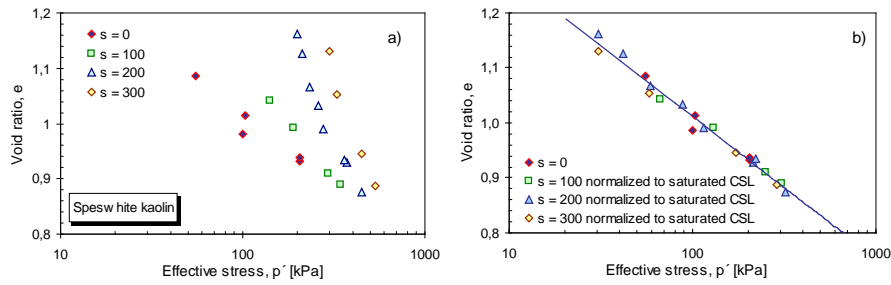 1,2
1,1
1,0
0,9
0,8
Void ratio, e
a)
s = 0
s = 100
s = 200
s = 300
Spesw hite kaolin
10
100
1000
Effective stress, p´ [kPa]
1,2
1,1
1,0
0,9
0,8
Void ratio, e
b)
s = 0
s = 100 normalized to saturated CSL
s = 200 normalized to saturated CSL
s = 300 normalized to saturated CSL
10
100
1000
Effective stress, p´ [kPa]